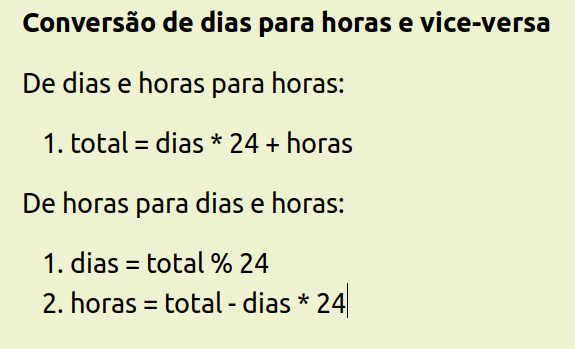 Conversão de dias para horas e vice-versa
De dias e horas para horas:
1. total = dias * 24 + horas
De horas para dias e horas:
1. dias = total % 24
2. horas = total - dias * 24